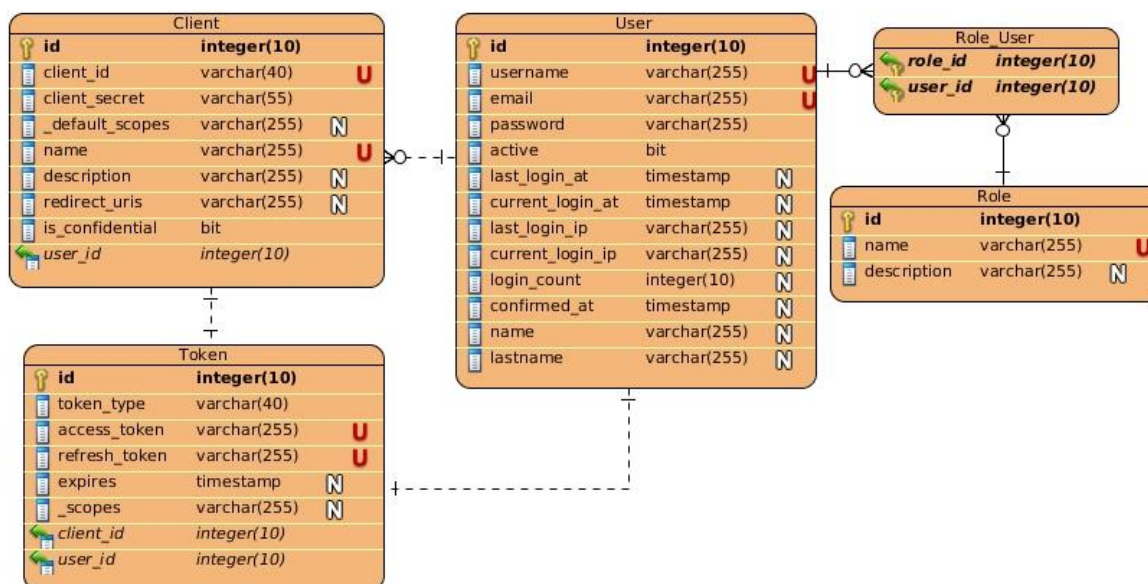 Client
id integer(10)
client_id varchar(40) U
client_secret varchar(55)
_default_scopes varchar(255) N
name varchar(255) U
description varchar(255) N
redirect_uris varchar(255) N
is_confidential bit
user_id integer(10)
User
id integer(10)
username varchar(255) U
email varchar(255) U
password varchar(255)
active bit
last_login_at timestamp N
current_login_at timestamp N
last_login_ip varchar(255) N
current_login_ip varchar(255) N
login_count integer(10) N
confirmed_at timestamp N
name varchar(255) N
lastname varchar(255) N
Role_User
role_id integer(10)
user_id integer(10)
Role
id integer(10)
name varchar(255) U
description varchar(255) N
Token
id integer(10)
token_type varchar(40)
access_token varchar(255) U
refresh_token varchar(255) U
expires timestamp N
_scopes varchar(255) N
client_id integer(10)
user_id integer(10)